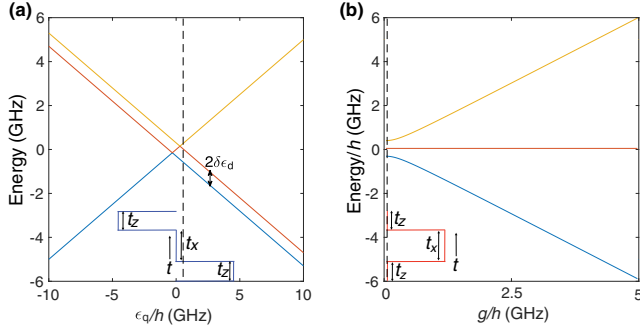 (a)
6
4
2
0
-2
-4
-6
Energy (GHz)
2δϵd
tz
tx
t
tz
-10
-5
0
5
10
ϵq/h (GHz)
(b)
6
4
2
0
-2
-4
-6
Energy/h (GHz)
tz
tx
t
tz
0
2.5
5
g/h (GHz)